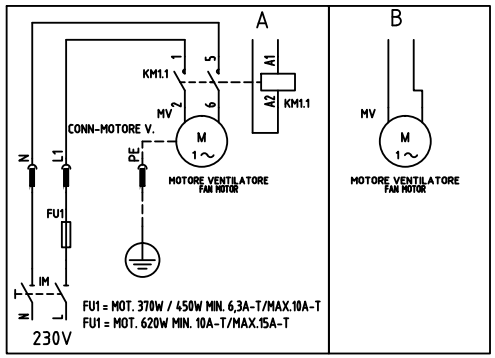 A
B
1
5
KM1.1
A1
A2
KM1.1
2
6
MV
M
1~
MV
M
1~
CONN-MOTORE V.
N
L1
PE
MOTORE VENTILATORE
FAN MOTOR
MOTORE VENTILATORE
FAN MOTOR
FU1
IM
N
L
230V
FU1 = MOT. 370W / 450W MIN. 6,3A-T/MAX.10A-T
FU1 = MOT. 620W MIN. 10A-T/MAX.15A-T